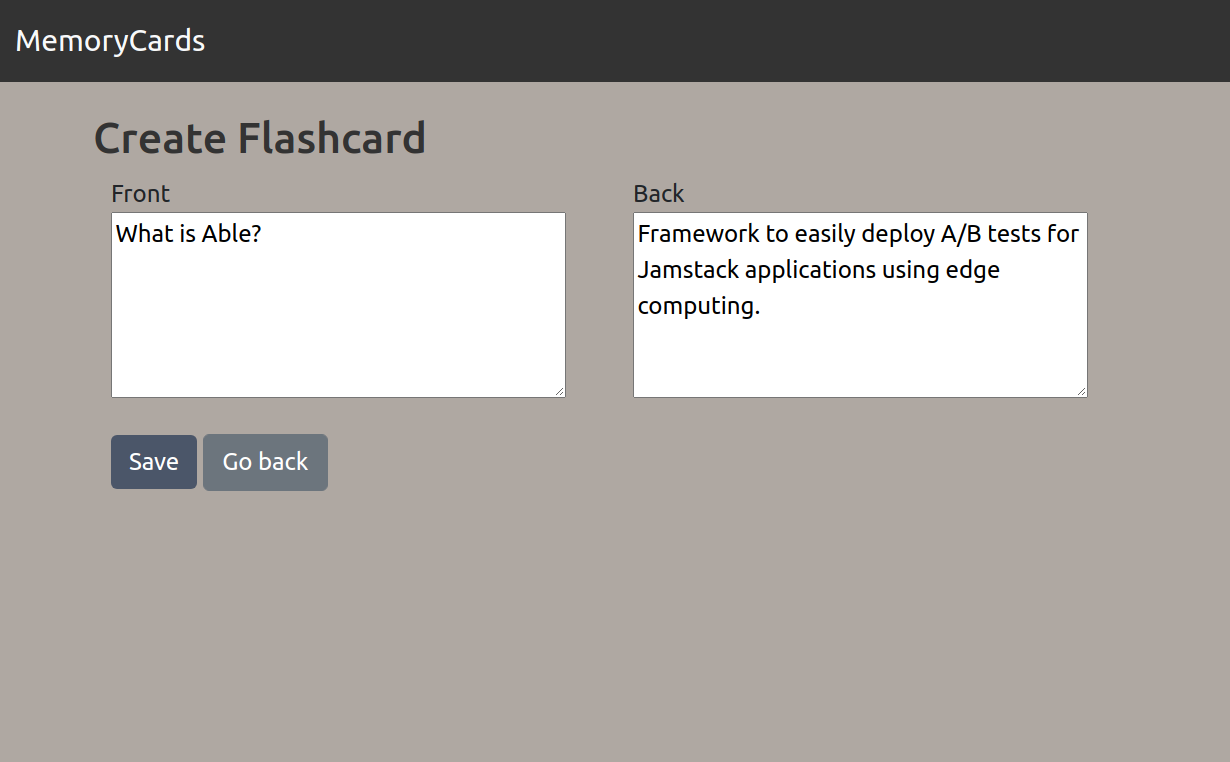 MemoryCards
Create Flashcard
Front
What is Able?
Back
Framework to easily deploy A/B tests for
Jamstack applications using edge
computing.
Save
Go back